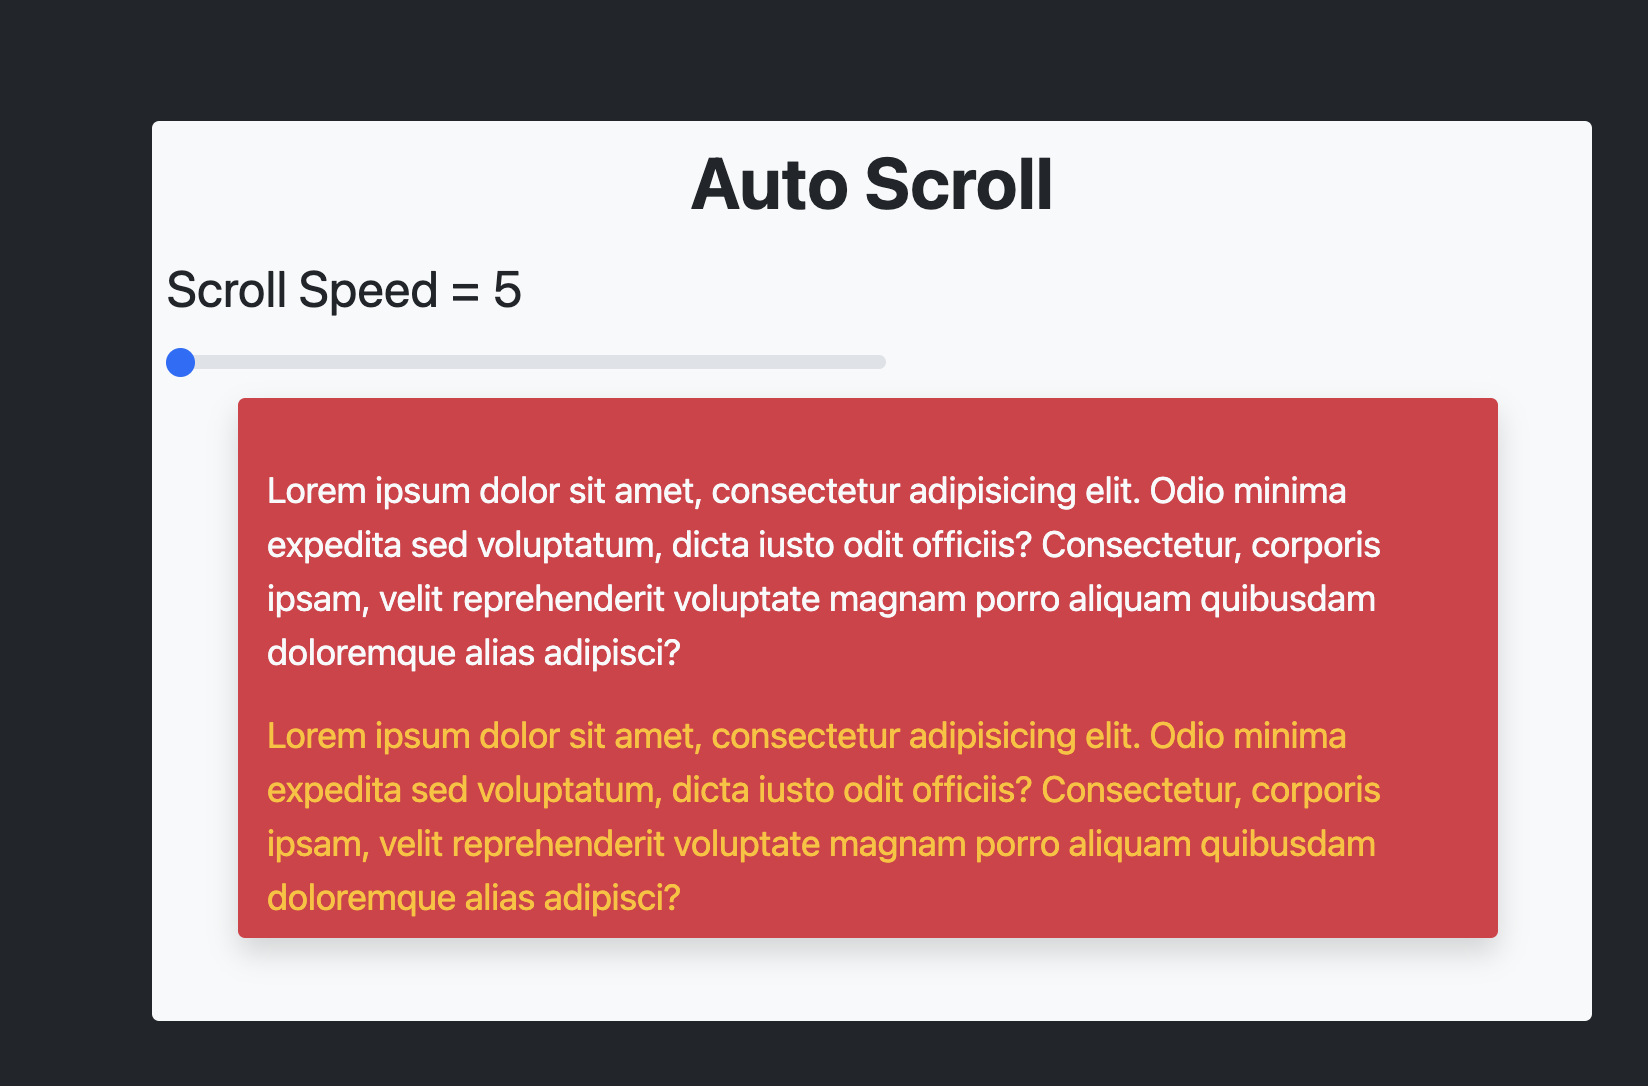 Auto Scroll
Scroll Speed = 5
Lorem ipsum dolor sit amet, consectetur adipisicing elit. Odio minima
expedita sed voluptatum, dicta iusto odit officiis? Consectetur, corporis
ipsam, velit reprehenderit voluptate magnam porro aliquam quibusdam
doloremque alias adipisci?
Lorem ipsum dolor sit amet, consectetur adipisicing elit. Odio minima
expedita sed voluptatum, dicta iusto odit officiis? Consectetur, corporis
ipsam, velit reprehenderit voluptate magnam porro aliquam quibusdam
doloremque alias adipisci?